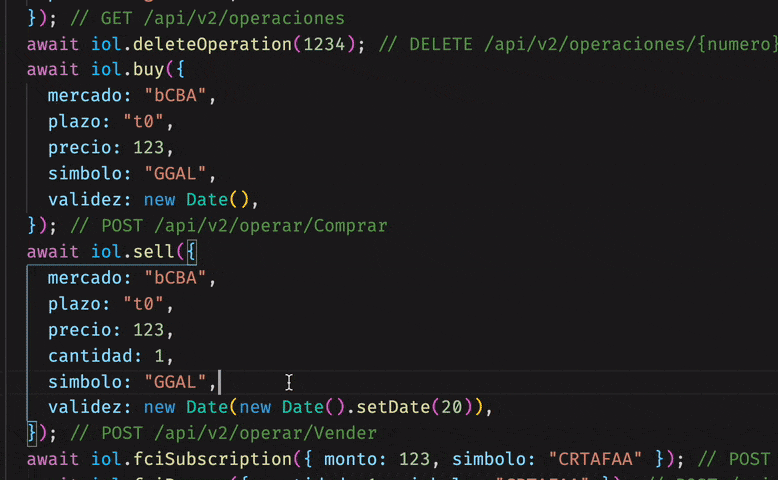 }); // GET /api/v2/operaciones
await iol.deleteOperation(1234); // DELETE /api/v2/operaciones/{numero}
await iol.buy({
mercado: "bCBA",
plazo: "t0",
precio: 123,
simbolo: "GGAL",
validez: new Date(),
}); // POST /api/v2/operar/Comprar
await iol.sell({
mercado: "bCBA",
plazo: "t0",
precio: 123,
cantidad: 1,
simbolo: "GGAL",
validez: new Date(new Date().setDate(20)),
}); // POST /api/v2/operar/Vender
await iol.fciSubscription({ monto: 123, simbolo: "CRTAFAA" }); // POST